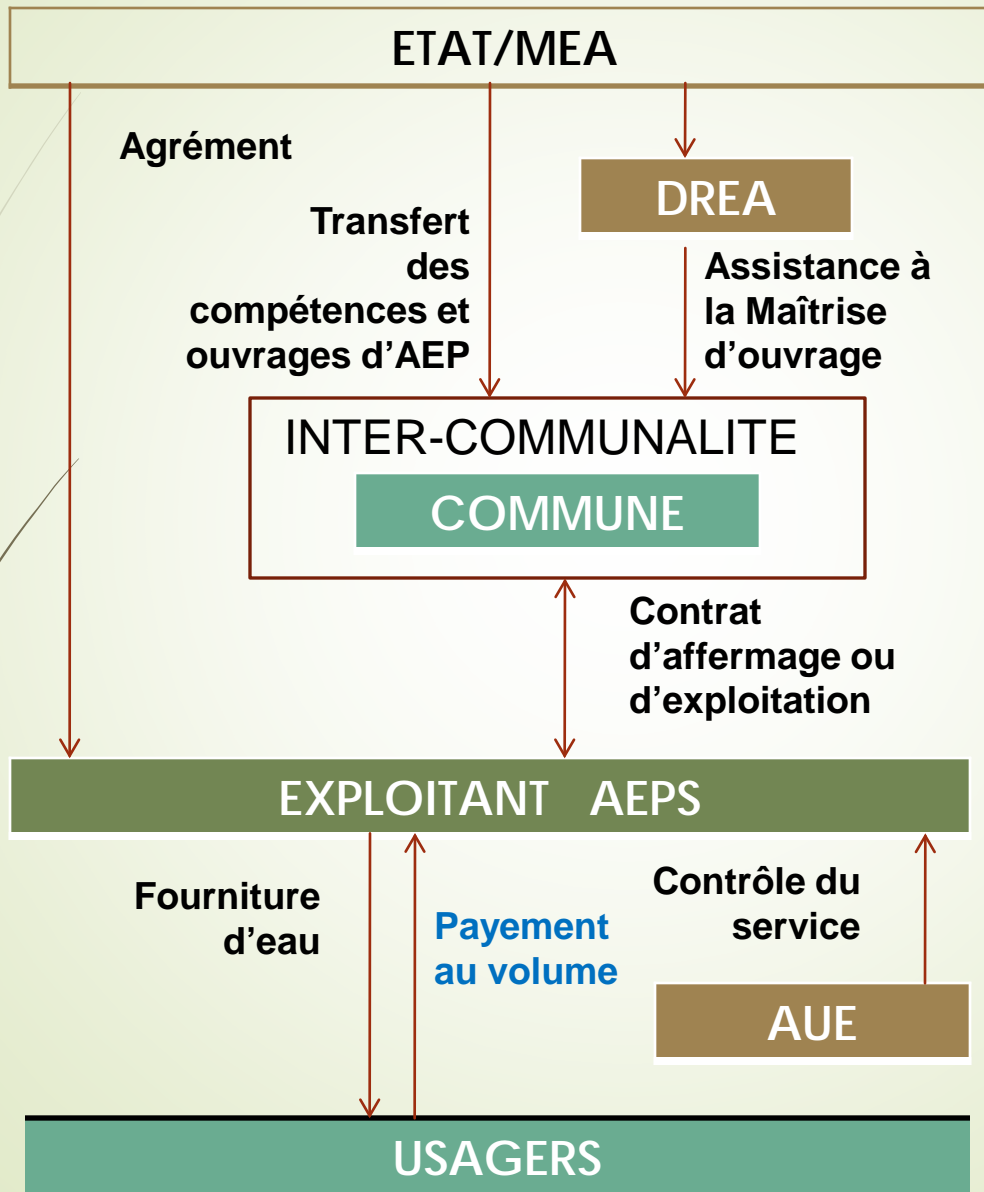 ETAT/MEA
Agrément
DREA
Transfert
des
compétences et
ouvrages d’AEP
Assistance à
la Maîtrise
d’ouvrage
INTER-COMMUNALITE
COMMUNE
Contrat
d’affermage ou
d’exploitation
EXPLOITANT AEPS
Fourniture
d’eau
Payement
au volume
Contrôle du
service
AUE
USAGERS